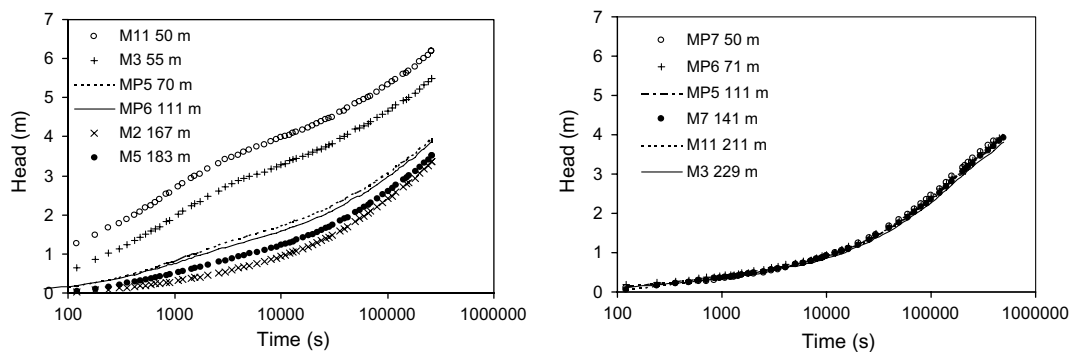 7
6
5
4
3
2
1
0
Head (m)
M11 50 m
M3 55 m
MP5 70 m
MP6 111 m
M2 167 m
M5 183 m
100 1000 10000 100000 1000000
Time (s)
7
6
5
4
3
2
1
0
Head (m)
MP7 50 m
MP6 71 m
MP5 111 m
M7 141 m
M11 211 m
M3 229 m
100 1000 10000 100000 1000000
Time (s)